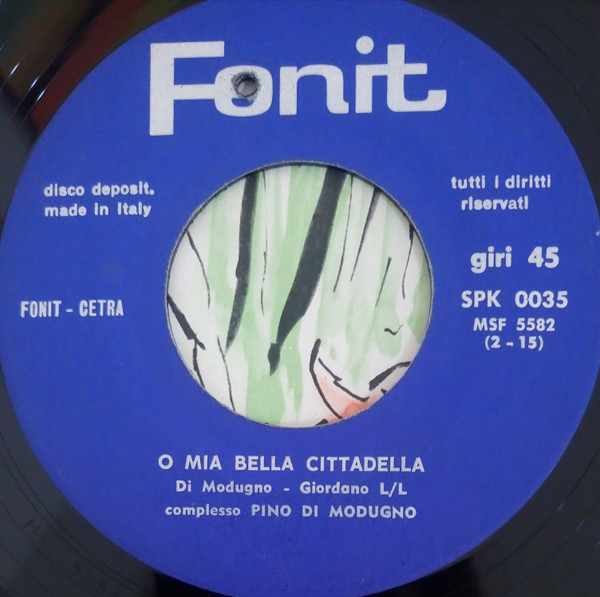 Fonit
disco deposit.
made in Italy
tutti i diritti
riservati
giri 45
FONIT - CETRA
SPK 0035
MSF 5582
(2 - 15)
O MIA BELLA CITTADELLA
Di Modugno - Giordano L/L
complesso PINO DI MODUGNO